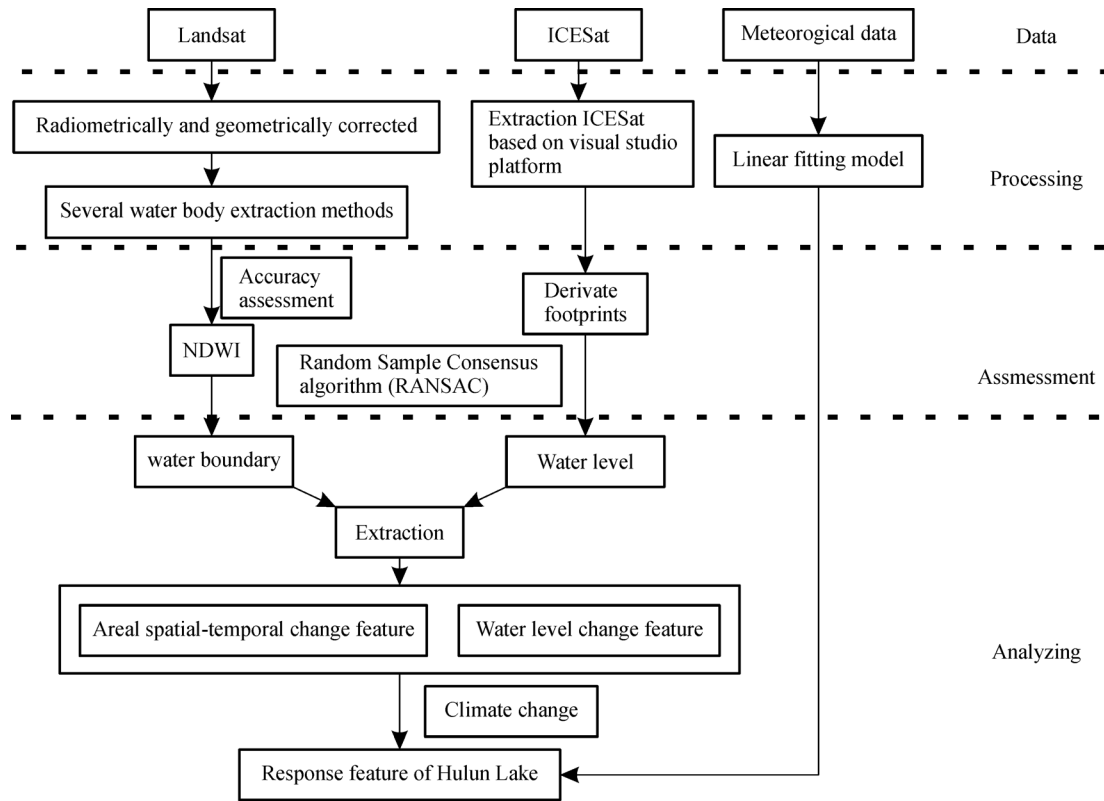 Landsat
ICESat
Meteorogical data
Data
Radiometrically and geometrically corrected
Extraction ICESat
based on visual studio
platform
Linear fitting model
Processing
Several water body extraction methods
Accuracy
assessment
Derivate
footprints
NDWI
Random Sample Consensus
algorithm (RANSAC)
Assmessment
water boundary
Water level
Extraction
Areal spatial-temporal change feature
Water level change feature
Analyzing
Climate change
Response feature of Hulun Lake